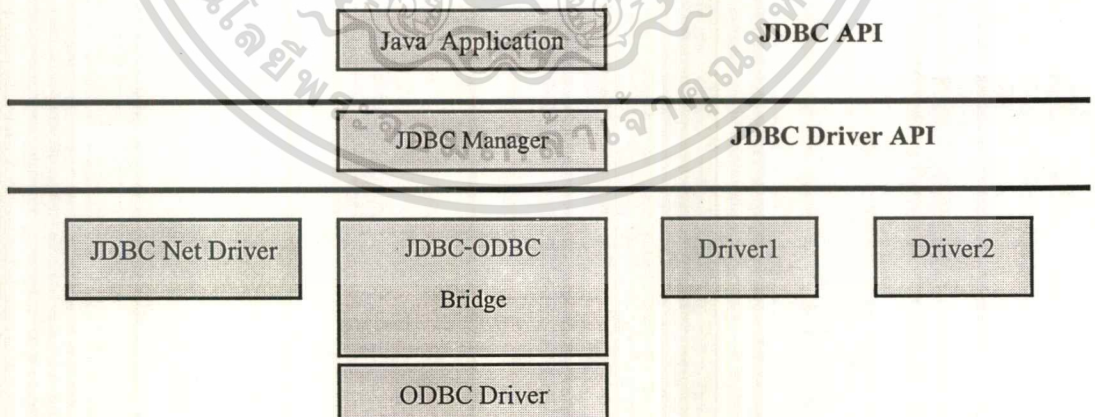 Java Application
JDBC API
JDBC Manager
JDBC Driver API
JDBC Net Driver
JDBC-ODBC
Bridge
Driver1
Driver2
ODBC Driver